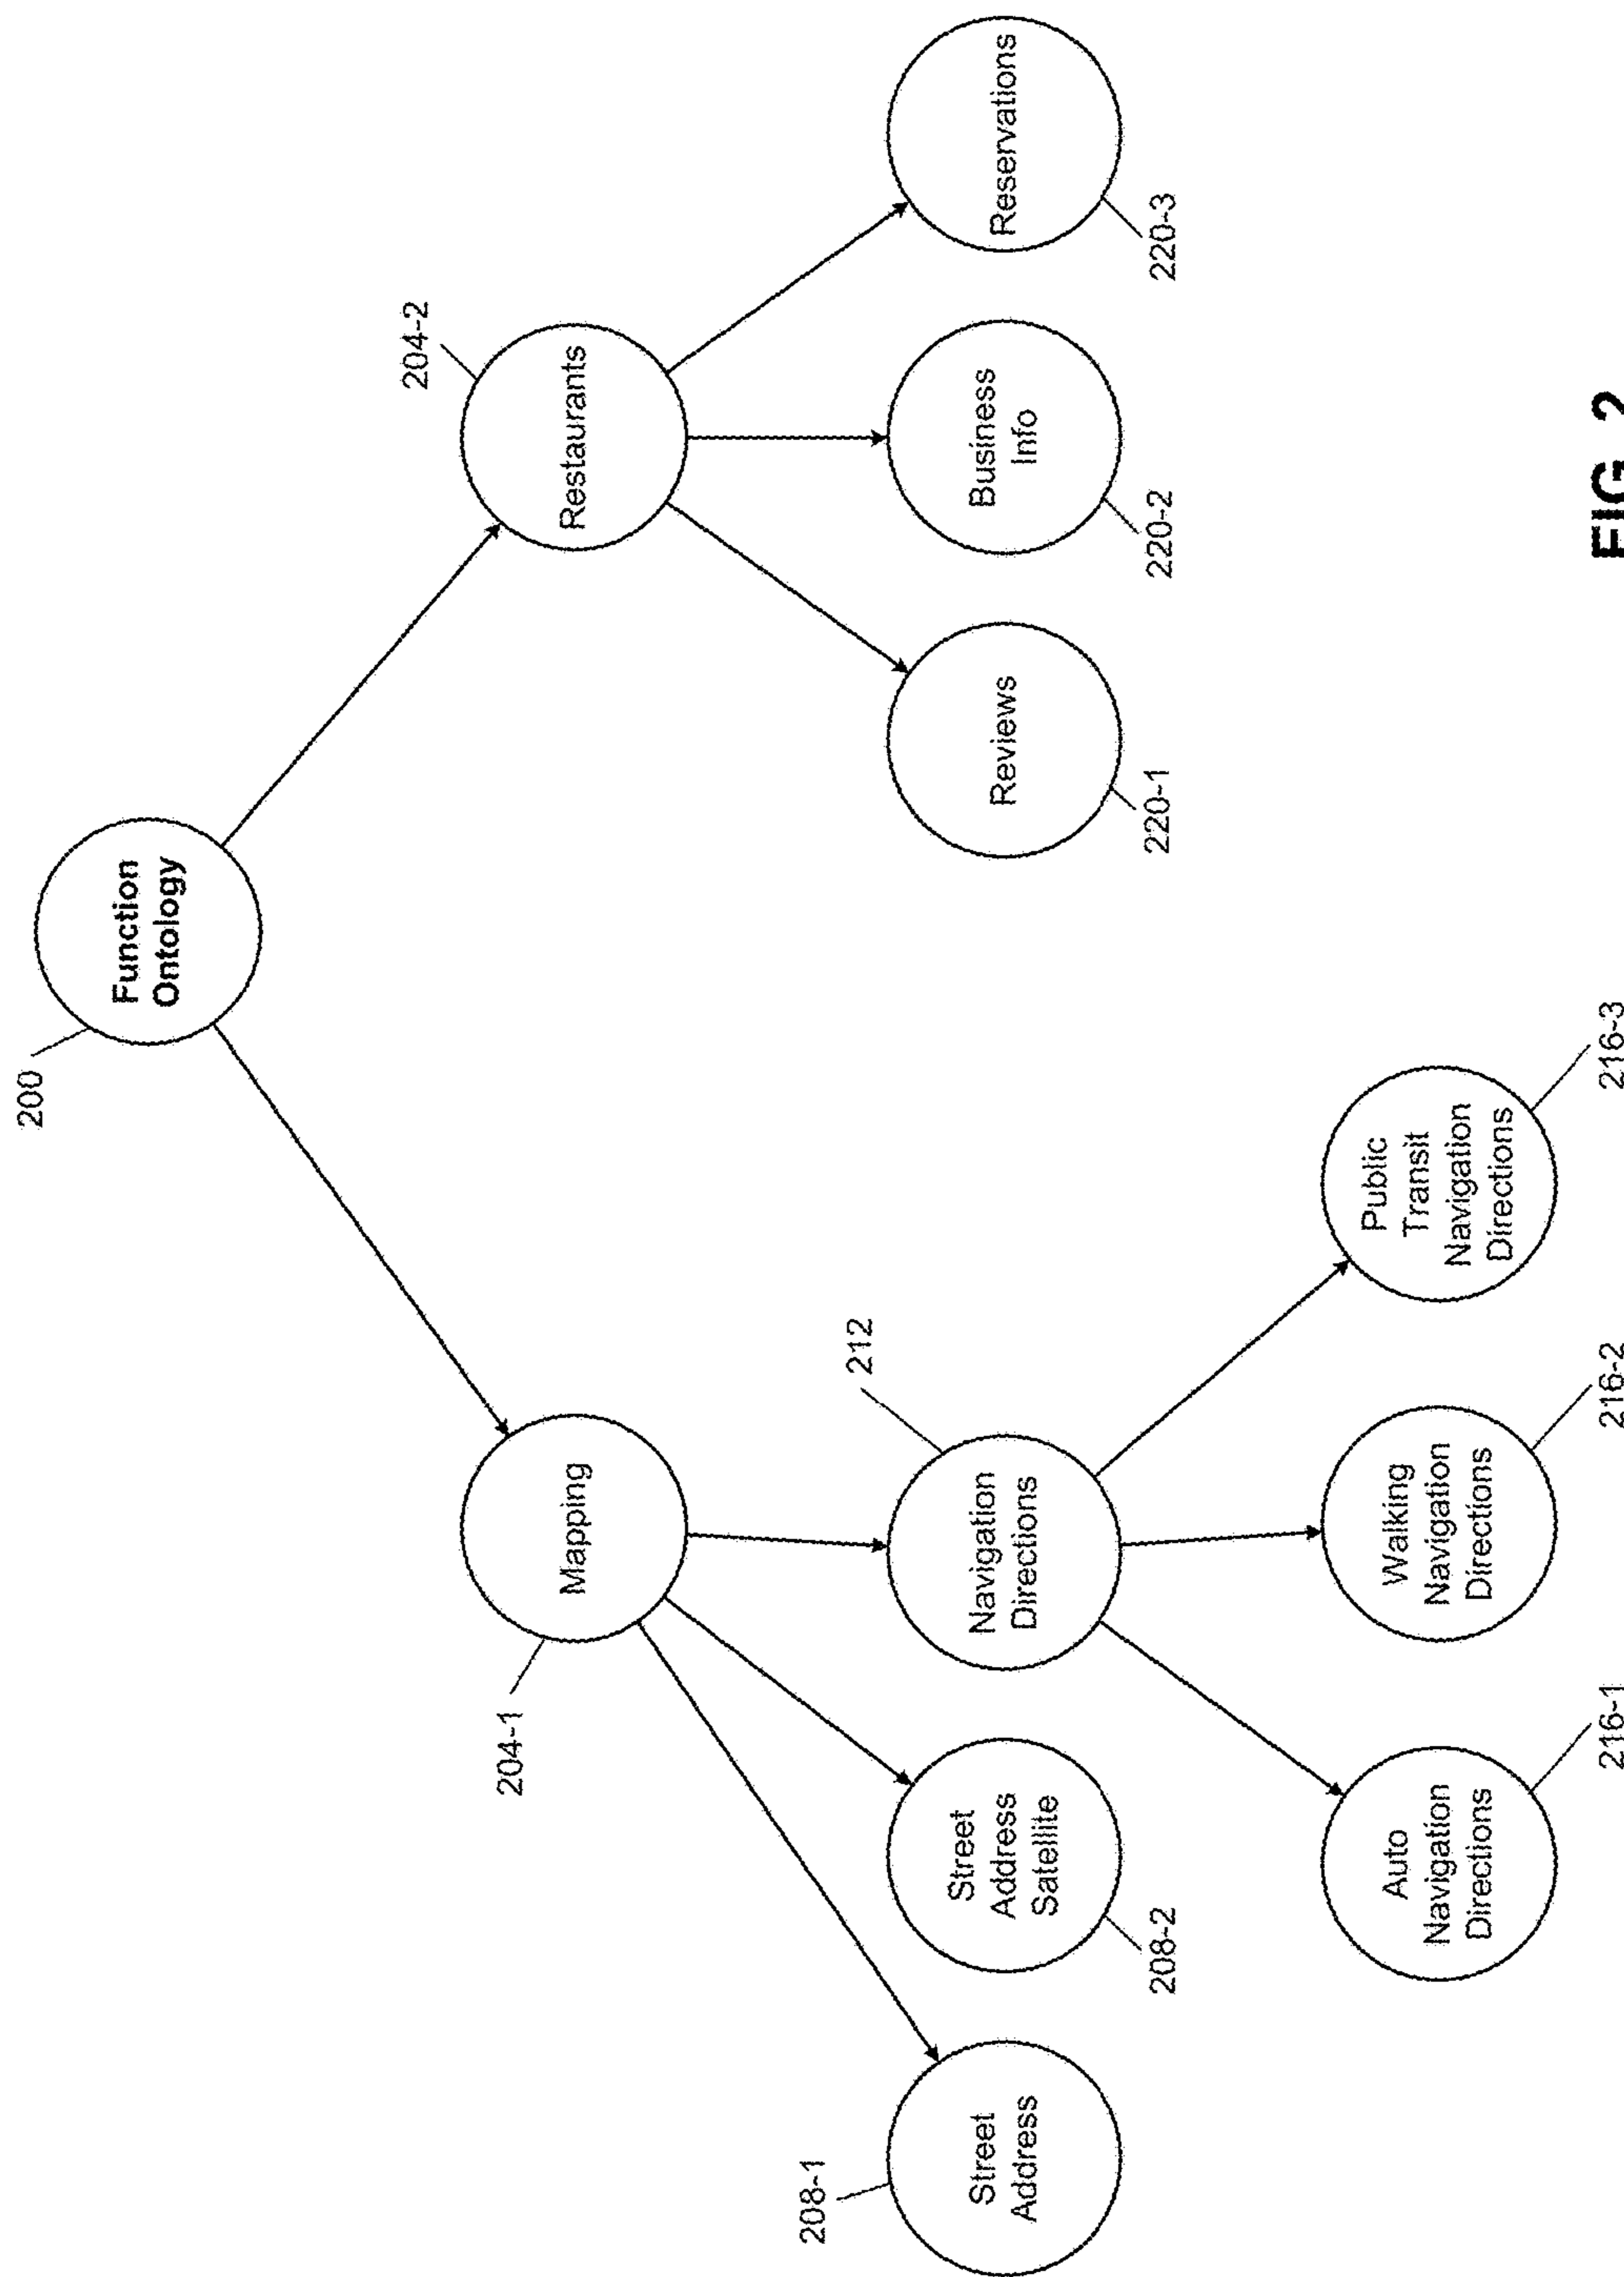 200
Function
Ontology
204-1
Mapping
204-2
Restaurants
208-1
Street
Address
208-2
Street
Address
Satellite
212
Navigation
Directions
220-1
Reviews
220-2
Business
Info
220-3
Reservations
216-1
Auto
Navigation
Directions
216-2
Walking
Navigation
Directions
216-3
Public
Transit
Navigation
Directions
FIG. 2